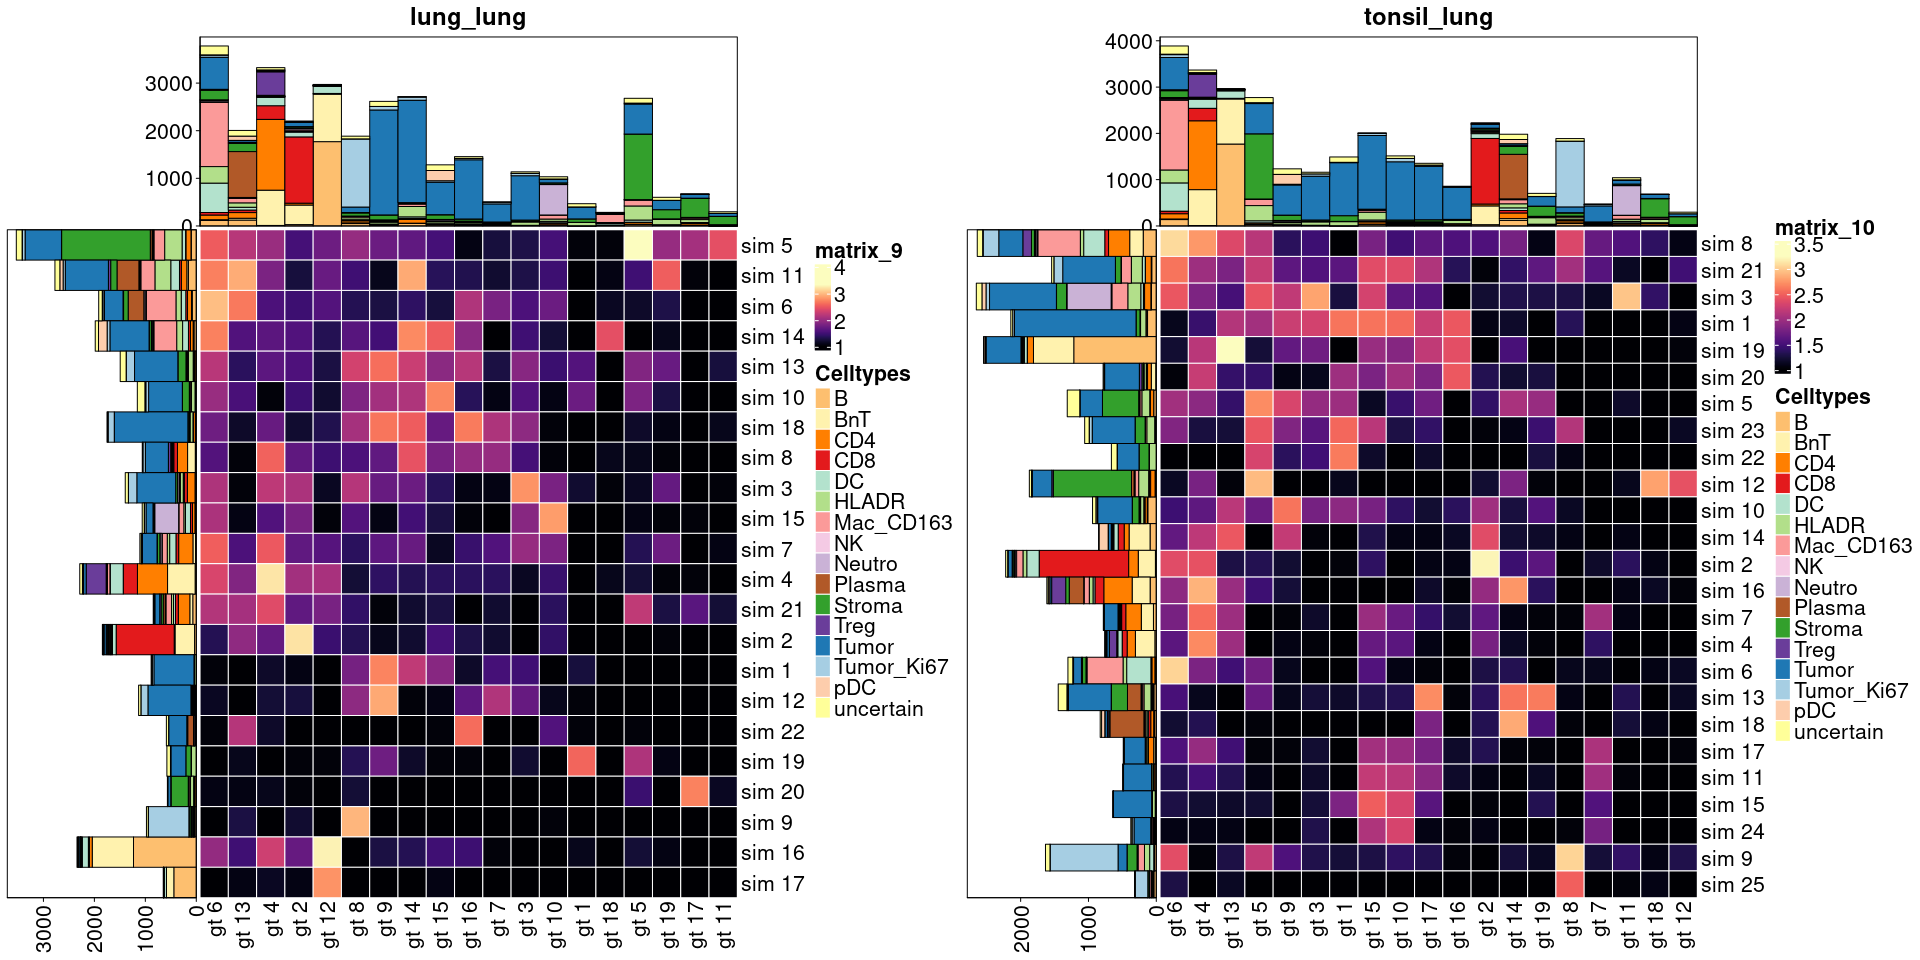 lung_lung
3000
2000
1000
0
sim 5
sim 11
sim 6
sim 14
sim 13
sim 10
sim 18
sim 8
sim 3
sim 15
sim 7
sim 4
sim 21
sim 2
sim 1
sim 12
sim 22
sim 19
sim 20
sim 9
sim 16
sim 17
3000
2000
1000
0
gt 6
gt 13
gt 4
gt 2
gt 12
gt 8
gt 9
gt 14
gt 15
gt 16
gt 7
gt 3
gt 10
gt 1
gt 18
gt 5
gt 19
gt 17
gt 11
matrix_9
4
3
2
1
Celltypes
B
BnT
CD4
CD8
DC
HLADR
Mac_CD163
NK
Neutro
Plasma
Stroma
Treg
Tumor
Tumor_Ki67
pDC
uncertain
tonsil_lung
4000
3000
2000
1000
0
sim 8
sim 21
sim 3
sim 1
sim 19
sim 20
sim 5
sim 23
sim 22
sim 12
sim 10
sim 14
sim 2
sim 16
sim 7
sim 4
sim 6
sim 13
sim 18
sim 17
sim 11
sim 15
sim 24
sim 9
sim 25
2000
1000
0
gt 6
gt 4
gt 13
gt 5
gt 9
gt 3
gt 1
gt 15
gt 10
gt 17
gt 16
gt 2
gt 14
gt 19
gt 8
gt 7
gt 11
gt 18
gt 12
matrix_10
3.5
3
2.5
2
1.5
1
Celltypes
B
BnT
CD4
CD8
DC
HLADR
Mac_CD163
NK
Neutro
Plasma
Stroma
Treg
Tumor
Tumor_Ki67
pDC
uncertain